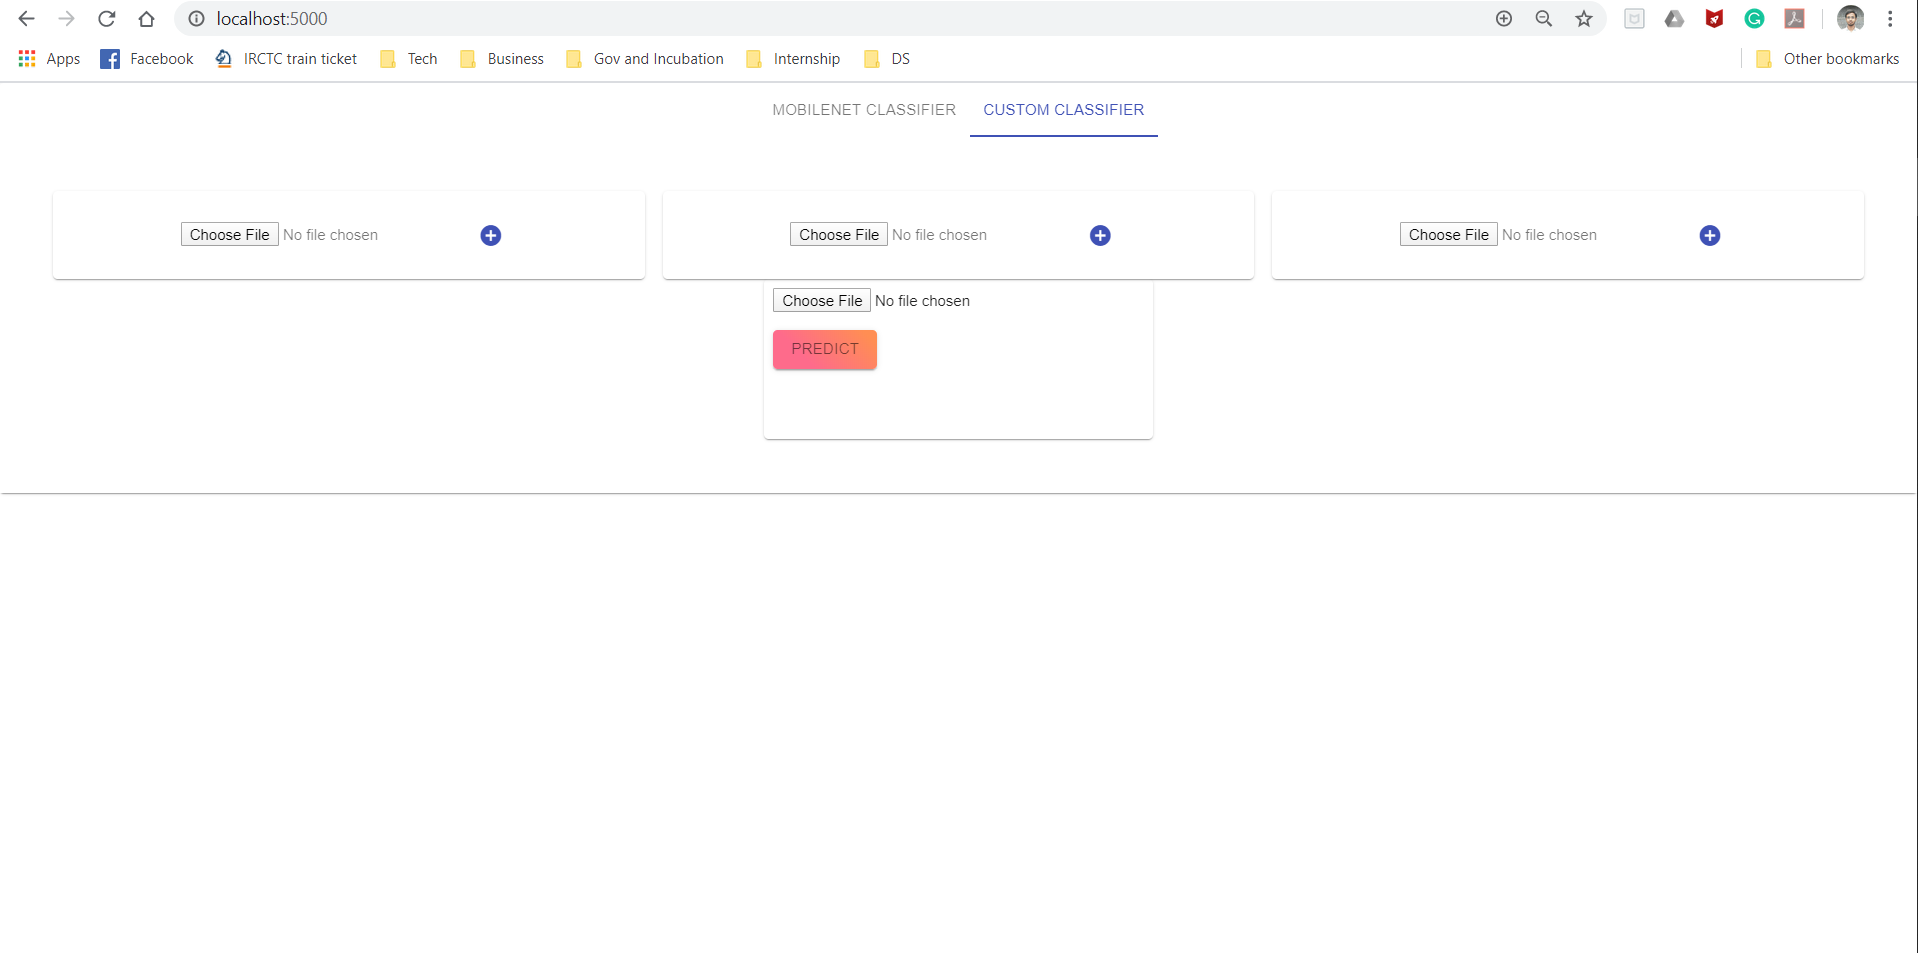 localhost:5000
Apps Facebook IRCTC train ticket Tech Business Gov and Incubation Internship DS Other bookmarks
MOBILENET CLASSIFIER CUSTOM CLASSIFIER
Choose File No file chosen Choose File No file chosen Choose File No file chosen
Choose File No file chosen
PREDICT